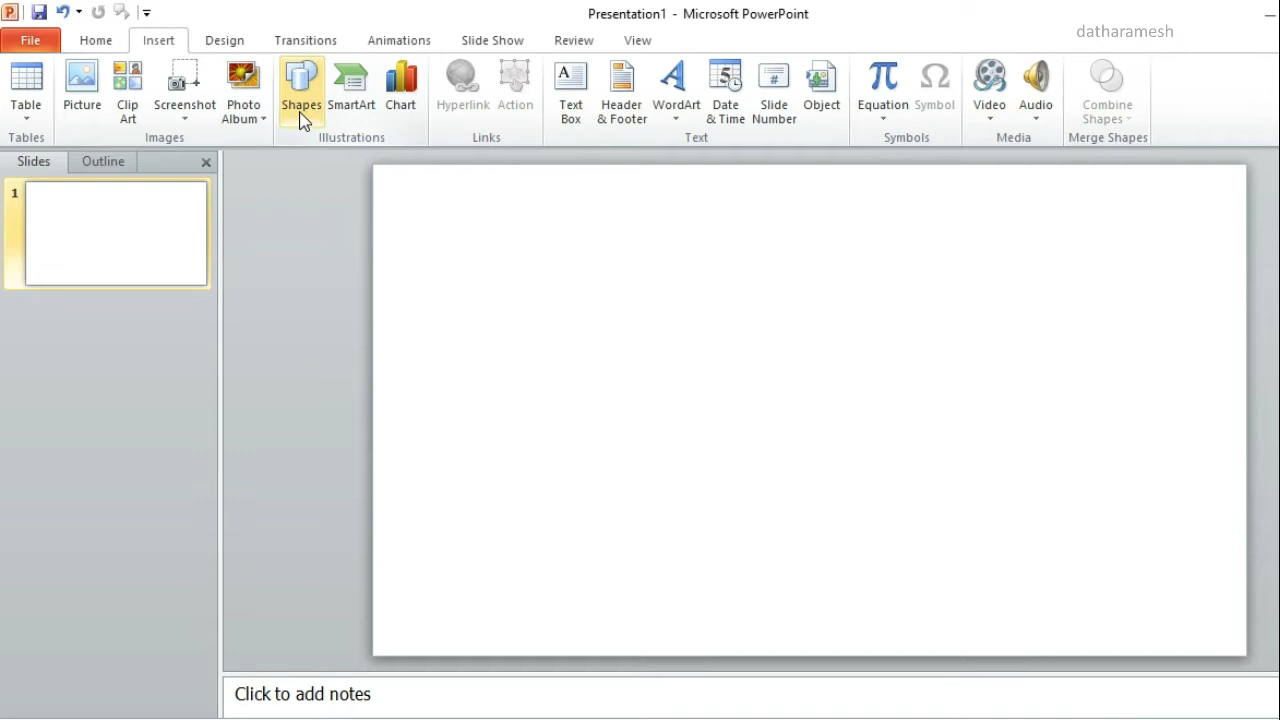 Presentation1 - Microsoft PowerPoint
datharamesh
File Home Insert Design Transitions Animations Slide Show Review View
Table Picture Clip Art Screenshot Photo Album Shapes SmartArt Chart Hyperlink Action Text Box Header & Footer WordArt Date & Time Slide Number Object Equation Symbol Video Audio Combine Shapes
Tables Images Illustrations Links Text Symbols Media Merge Shapes
Slides Outline
1
Click to add notes